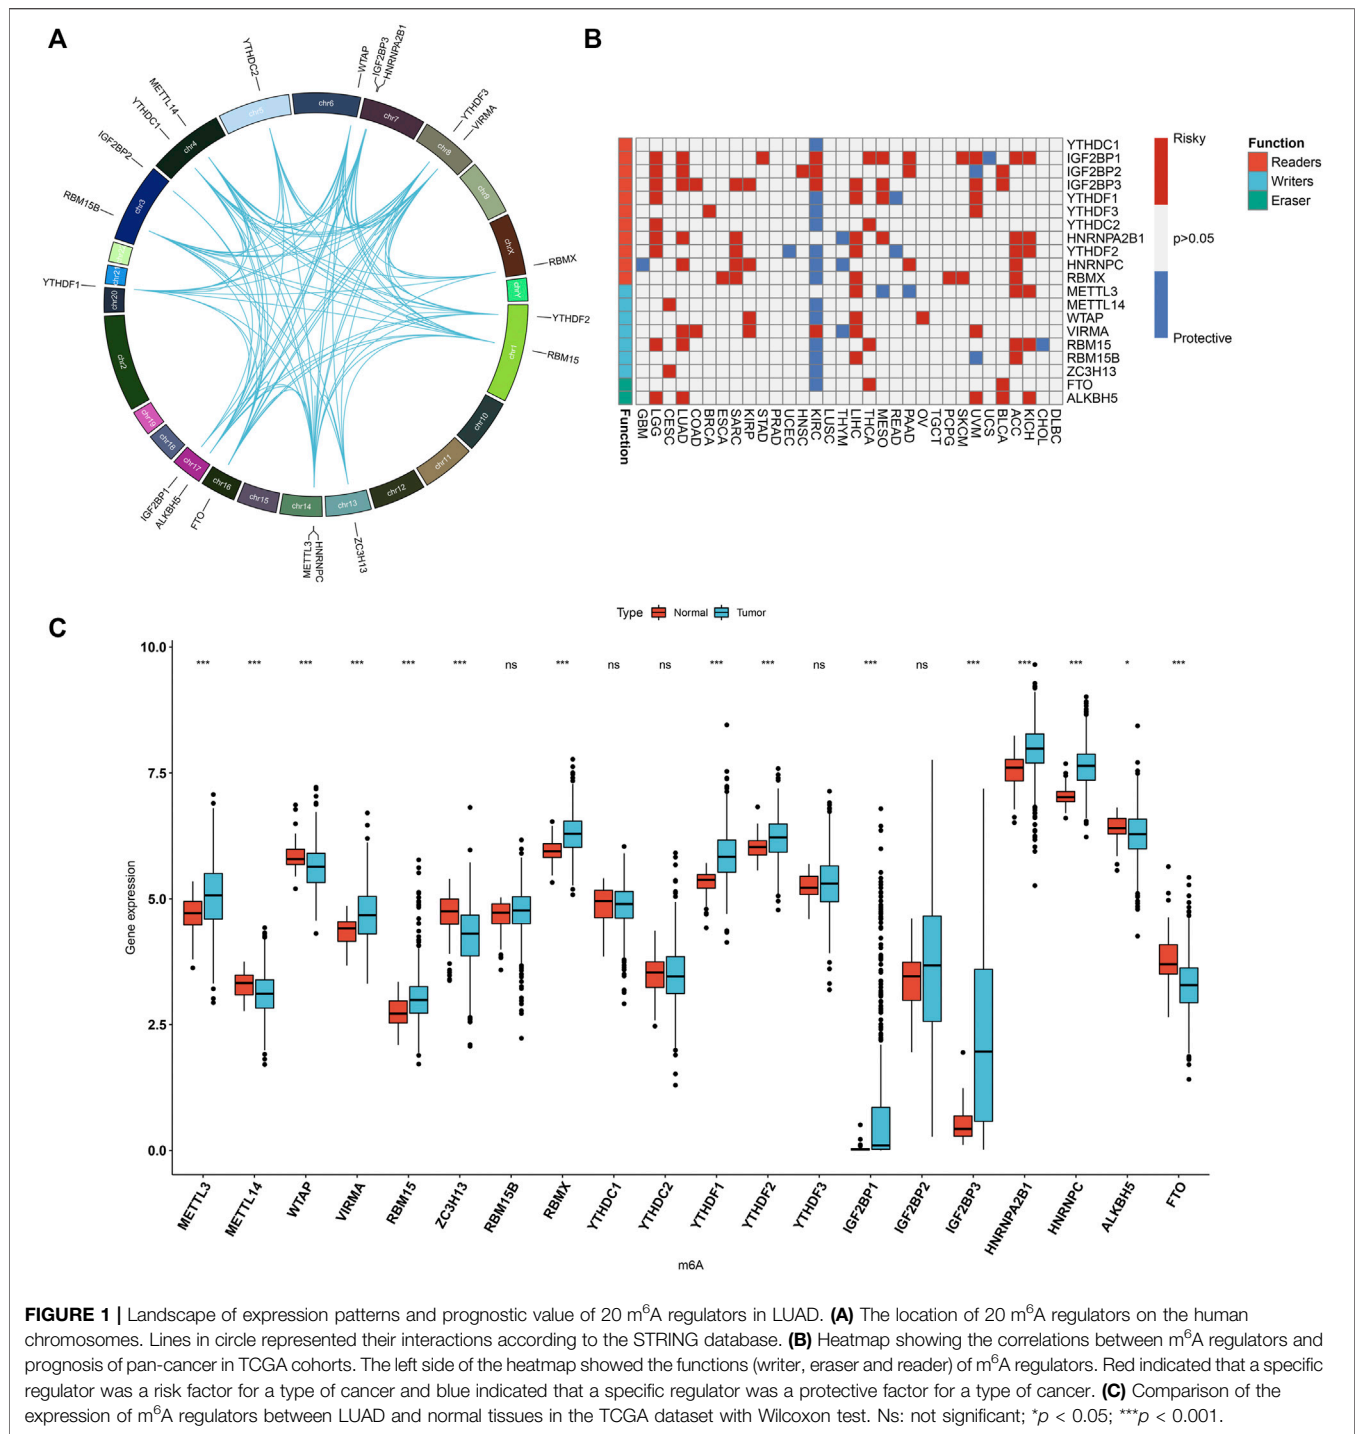 A
YTHDC2
WTAP
IGF2BP3
HNRNPA2B1
METTL14
YTHDC1
YTHDF3
VIRMA
IGF2BP2
RBM15B
YTHDF1
RBMX
YTHDF2
RBM15
IGF2BP1
ALKBH5
FTO
METTL3
HNRNPC
ZC3H13
chr5
chr6
chr7
chr8
chr9
chrX
chrY
chr1
chr10
chr11
chr12
chr13
chr14
chr15
chr16
chr17
chr18
chr19
chr2
chr20
chr21
chr3
chr4
B
YTHDC1
IGF2BP1
IGF2BP2
IGF2BP3
YTHDF1
YTHDF3
YTHDC2
HNRNPA2B1
YTHDF2
HNRNPC
RBMX
METTL3
METTL14
WTAP
VIRMA
RBM15
RBM15B
ZC3H13
FTO
ALKBH5
Function
GBM
LGG
CESC
LUAD
COAD
BRCA
ESCA
SARC
KIRP
STAD
PRAD
UCEC
HNSC
KIRC
LUSC
THYM
LIHC
THCA
MESO
READ
PAAD
OV
TGCT
PCPG
SKCM
UVM
UCS
BLCA
ACC
KICH
CHOL
DLBC
Risky
p>0.05
Protective
Function
Readers
Writers
Eraser
C
Type Normal Tumor
Gene expression
10.0
7.5
5.0
2.5
0.0
*** *** *** *** *** *** ns *** ns ns *** *** ns *** ns *** *** *** * ***
METTL3
METTL14
WTAP
VIRMA
RBM15
ZC3H13
RBM15B
RBMX
YTHDC1
YTHDC2
YTHDF1
YTHDF2
YTHDF3
IGF2BP1
IGF2BP2
IGF2BP3
HNRNPA2B1
HNRNPC
ALKBH5
FTO
m6A
FIGURE 1 | Landscape of expression patterns and prognostic value of 20 m⁶A regulators in LUAD. (A) The location of 20 m⁶A regulators on the human
chromosomes. Lines in circle represented their interactions according to the STRING database. (B) Heatmap showing the correlations between m⁶A regulators and
prognosis of pan-cancer in TCGA cohorts. The left side of the heatmap showed the functions (writer, eraser and reader) of m⁶A regulators. Red indicated that a specific
regulator was a risk factor for a type of cancer and blue indicated that a specific regulator was a protective factor for a type of cancer. (C) Comparison of the
expression of m⁶A regulators between LUAD and normal tissues in the TCGA dataset with Wilcoxon test. Ns: not significant; *p < 0.05; ***p < 0.001.